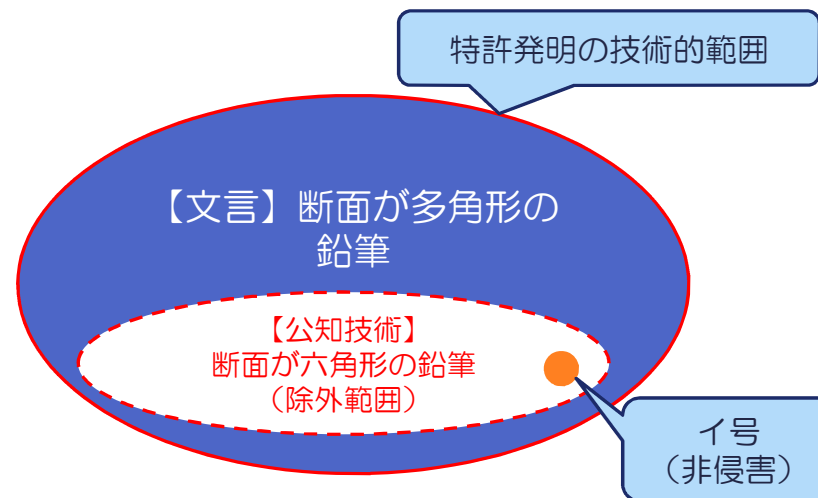 特許発明の技術的範囲
【文言】断面が多角形の
鉛筆
【公知技術】
断面が六角形の鉛筆
（除外範囲）
イ号
（非侵害）